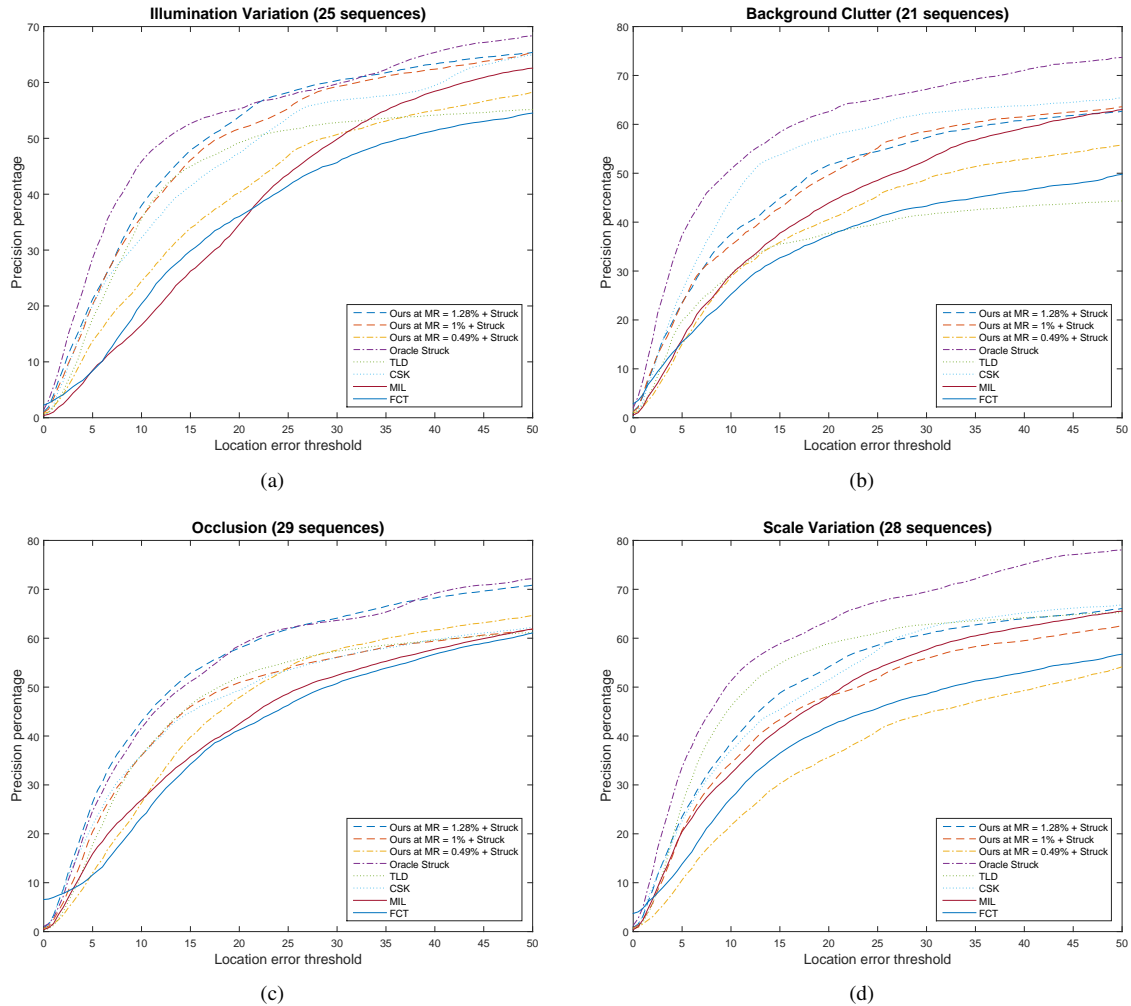 Illumination Variation (25 sequences)
70
60
50
40
30
20
10
0
Precision percentage
0 5 10 15 20 25 30 35 40 45 50
Location error threshold
Ours at MR = 1.28% + Struck
Ours at MR = 1% + Struck
Ours at MR = 0.49% + Struck
Oracle Struck
TLD
CSK
MIL
FCT
(a)
Background Clutter (21 sequences)
80
70
60
50
40
30
20
10
0
Precision percentage
0 5 10 15 20 25 30 35 40 45 50
Location error threshold
Ours at MR = 1.28% + Struck
Ours at MR = 1% + Struck
Ours at MR = 0.49% + Struck
Oracle Struck
TLD
CSK
MIL
FCT
(b)
Occlusion (29 sequences)
80
70
60
50
40
30
20
10
0
Precision percentage
0 5 10 15 20 25 30 35 40 45 50
Location error threshold
Ours at MR = 1.28% + Struck
Ours at MR = 1% + Struck
Ours at MR = 0.49% + Struck
Oracle Struck
TLD
CSK
MIL
FCT
(c)
Scale Variation (28 sequences)
80
70
60
50
40
30
20
10
0
Precision percentage
0 5 10 15 20 25 30 35 40 45 50
Location error threshold
Ours at MR = 1.28% + Struck
Ours at MR = 1% + Struck
Ours at MR = 0.49% + Struck
Oracle Struck
TLD
CSK
MIL
FCT
(d)